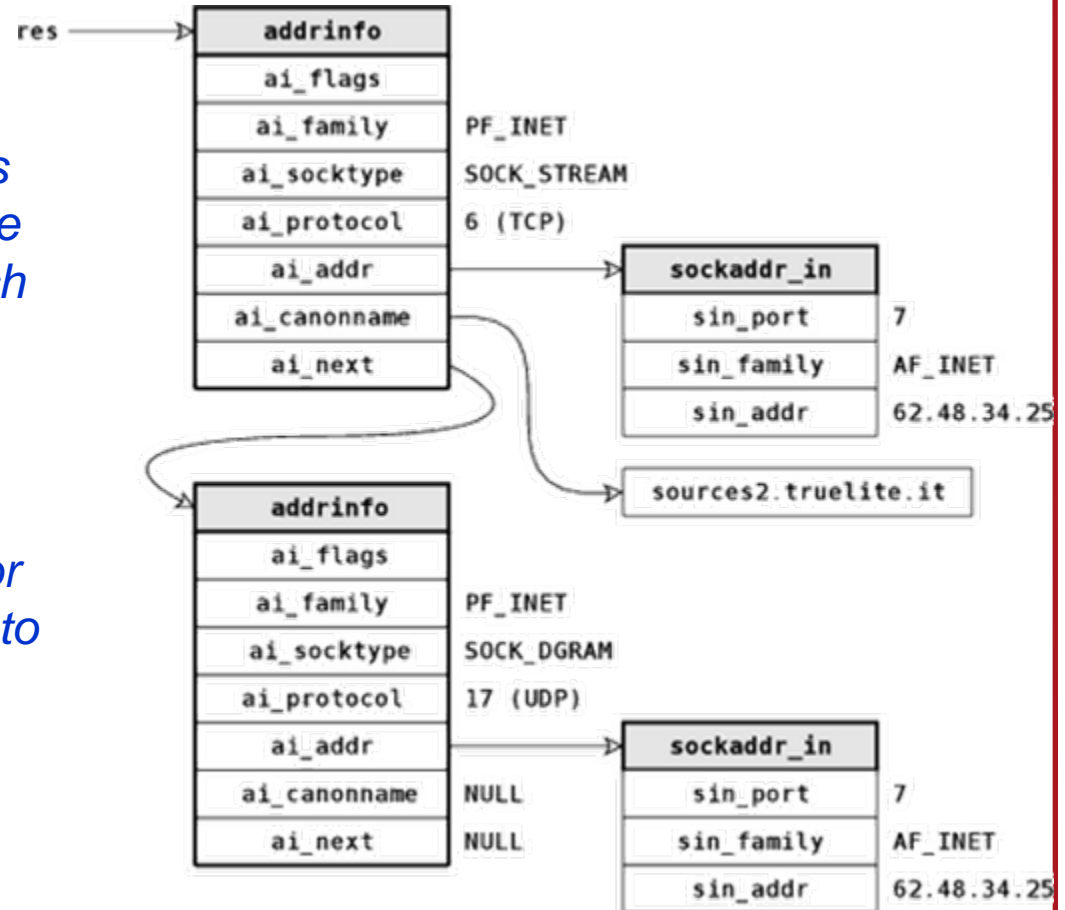 res
addrinfo
ai_flags
ai_family PF_INET
ai_socktype SOCK_STREAM
ai_protocol 6 (TCP)
ai_addr
ai_canonname
ai_next
sockaddr_in
sin_port 7
sin_family AF_INET
sin_addr 62.48.34.25
sources2.truelite.it
addrinfo
ai_flags
ai_family PF_INET
ai_socktype SOCK_DGRAM
ai_protocol 17 (UDP)
ai_addr
ai_canonname NULL
ai_next NULL
sockaddr_in
sin_port 7
sin_family AF_INET
sin_addr 62.48.34.25
to